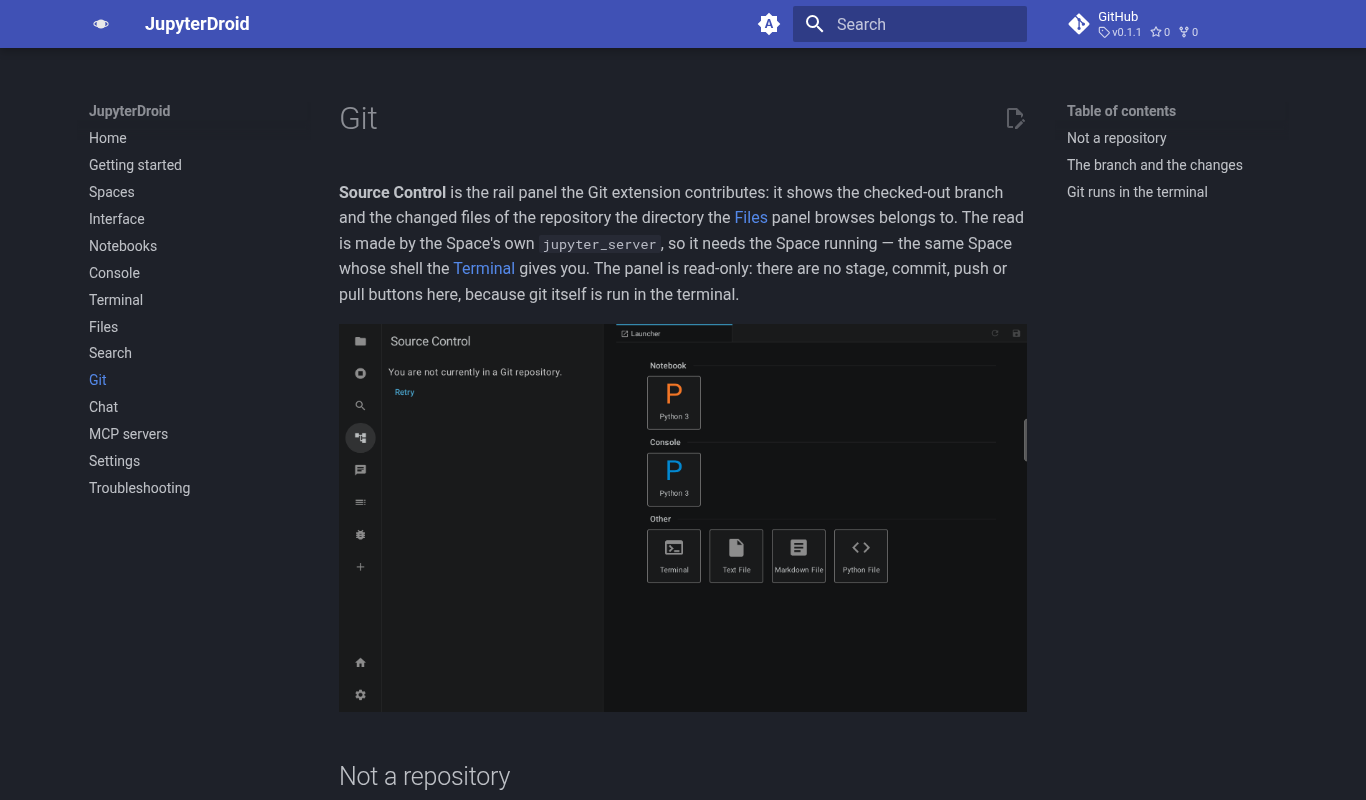 JupyterDroid
A
Search
GitHub
v0.1.1 0 0
JupyterDroid
Home
Getting started
Spaces
Interface
Notebooks
Console
Terminal
Files
Search
Git
Chat
MCP servers
Settings
Troubleshooting
Git
Source Control is the rail panel the Git extension contributes: it shows the checked-out branch
and the changed files of the repository the directory the Files panel browses belongs to. The read
is made by the Space's own jupyter_server, so it needs the Space running — the same Space
whose shell the Terminal gives you. The panel is read-only: there are no stage, commit, push or
pull buttons here, because git itself is run in the terminal.
Source Control
You are not currently in a Git repository.
Retry
Launcher
Notebook
P
Python 3
Console
P
Python 3
Other
Terminal
Text File
Markdown File
Python File
Not a repository
Table of contents
Not a repository
The branch and the changes
Git runs in the terminal